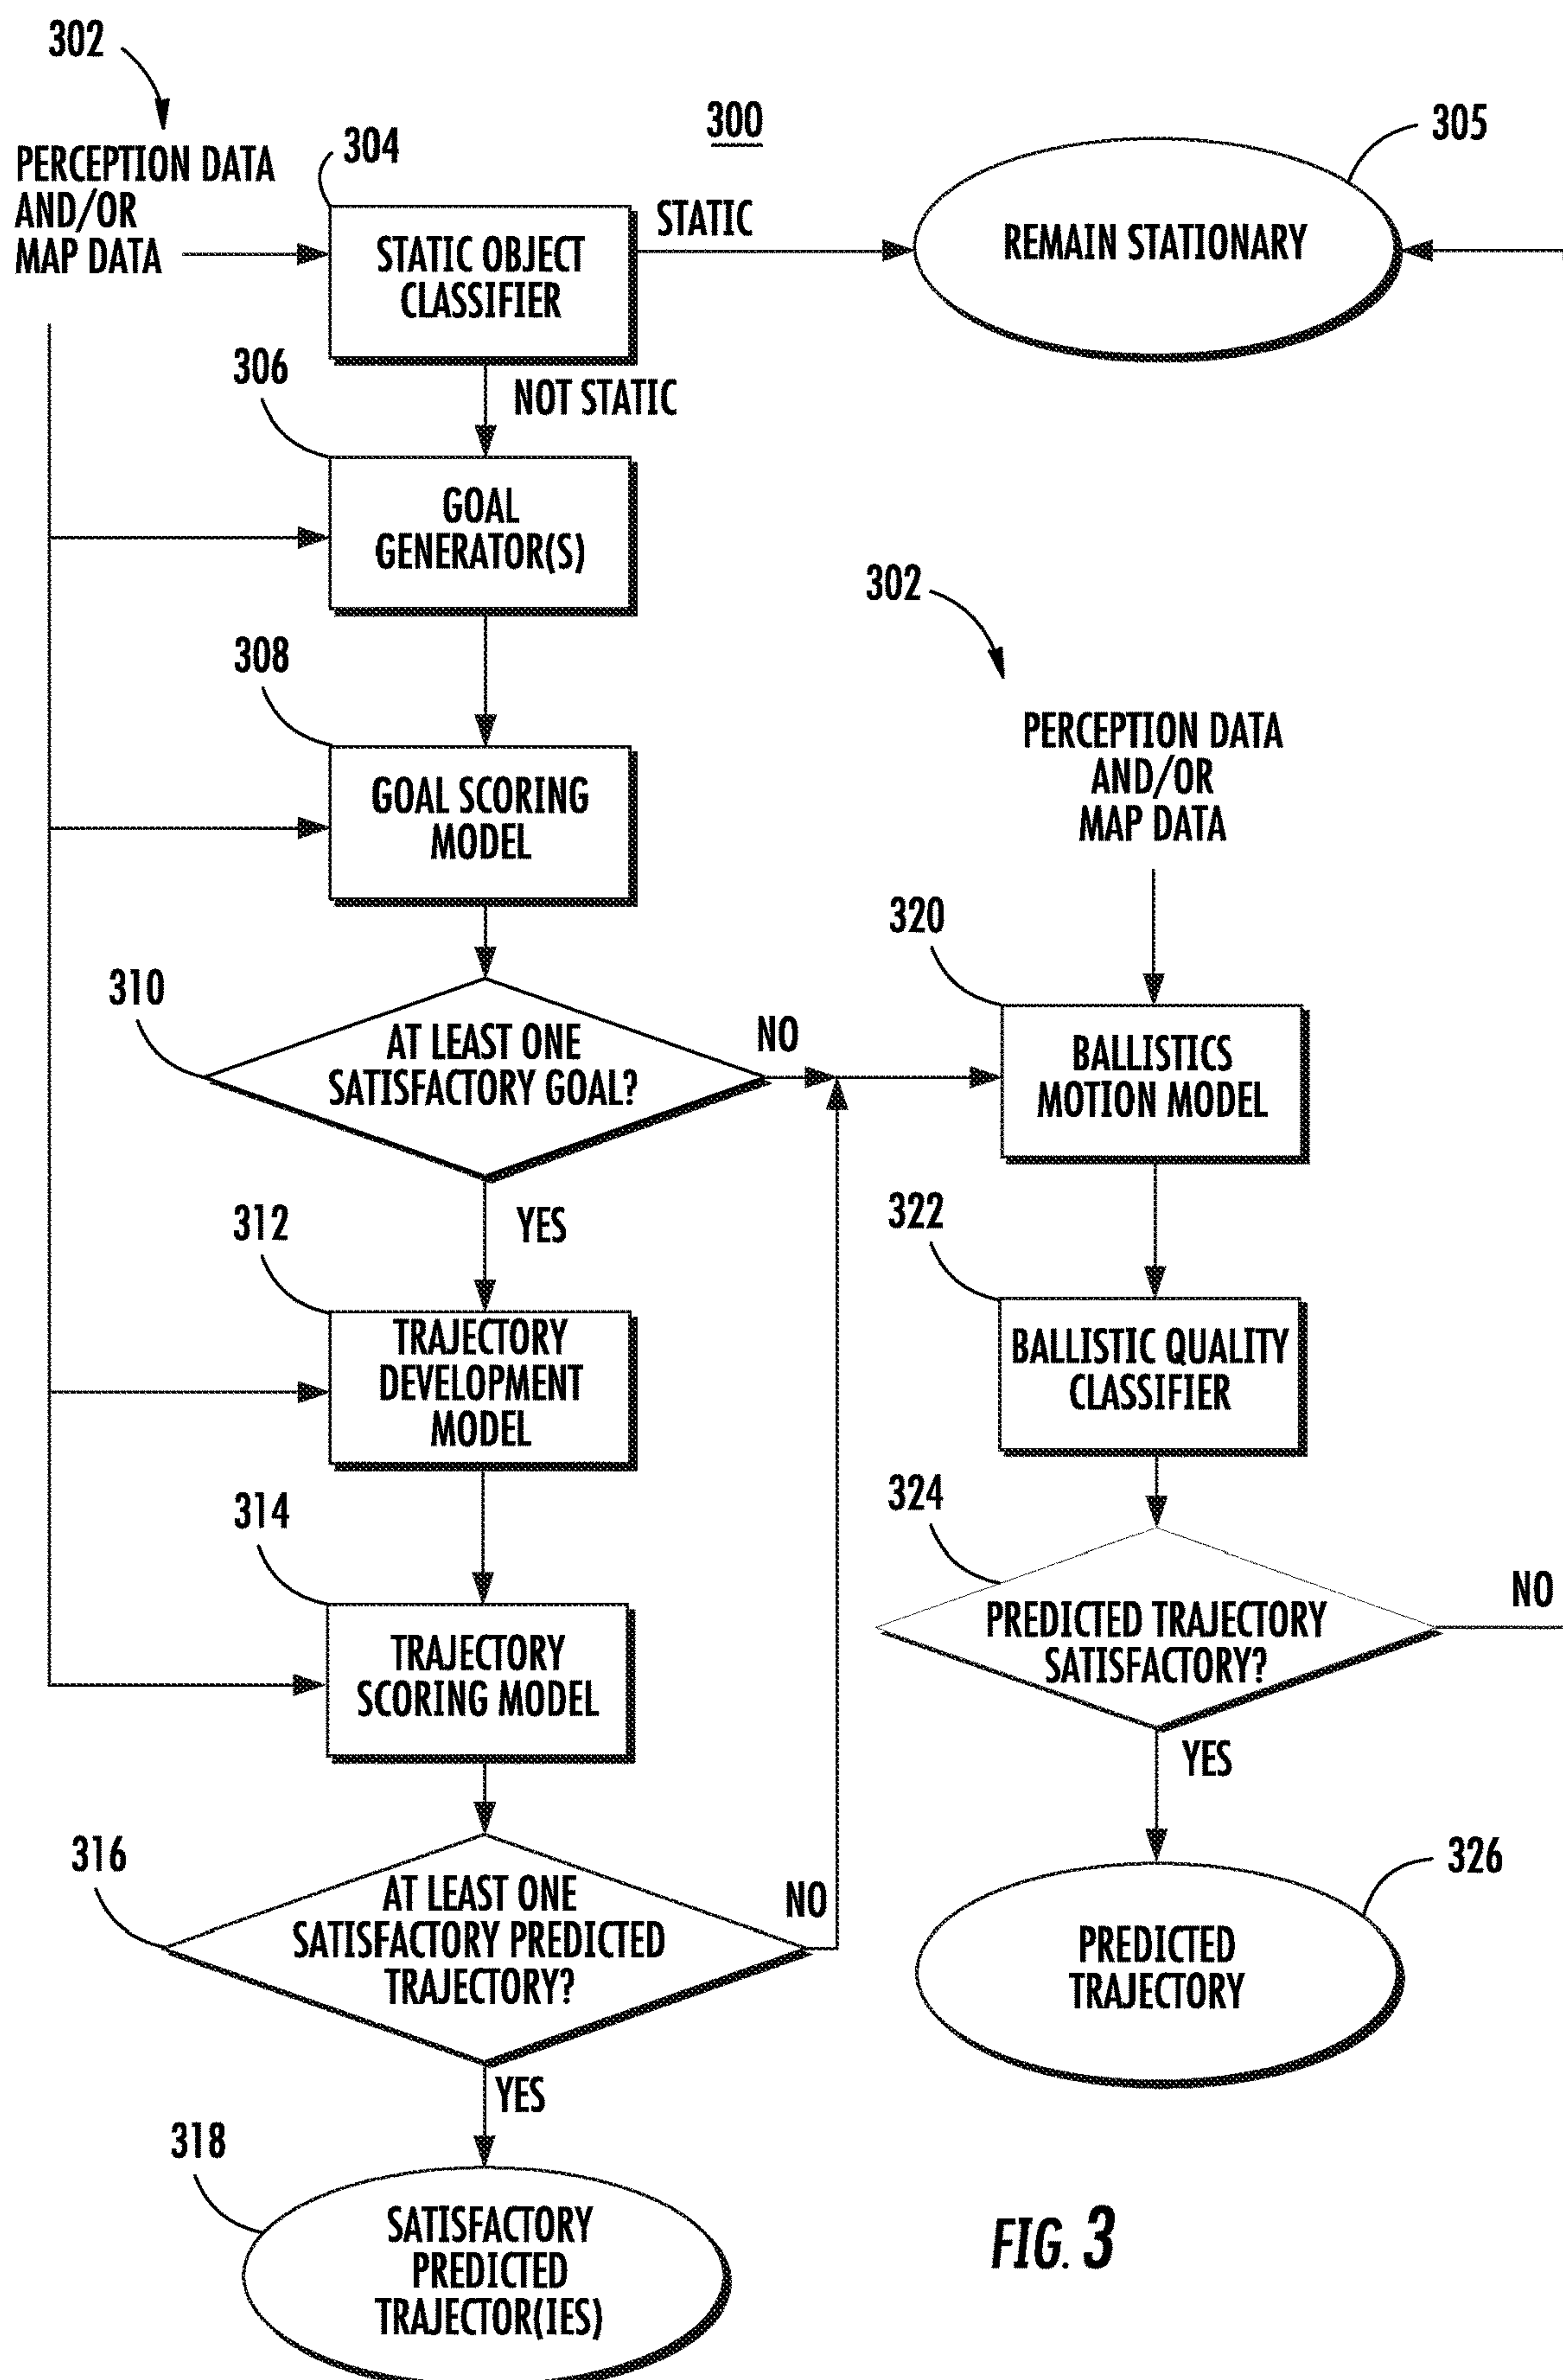 302
PERCEPTION DATA
AND/OR
MAP DATA
304
300
305
STATIC OBJECT
CLASSIFIER
STATIC
REMAIN STATIONARY
NOT STATIC
306
GOAL
GENERATOR(S)
302
PERCEPTION DATA
AND/OR
MAP DATA
308
GOAL SCORING
MODEL
310
AT LEAST ONE
SATISFACTORY GOAL?
NO
320
BALLISTICS
MOTION MODEL
YES
312
TRAJECTORY
DEVELOPMENT
MODEL
322
BALLISTIC QUALITY
CLASSIFIER
314
TRAJECTORY
SCORING MODEL
324
PREDICTED TRAJECTORY
SATISFACTORY?
NO
YES
316
AT LEAST ONE
SATISFACTORY PREDICTED
TRAJECTORY?
NO
326
PREDICTED
TRAJECTORY
YES
318
SATISFACTORY
PREDICTED
TRAJECTOR(IES)
FIG. 3